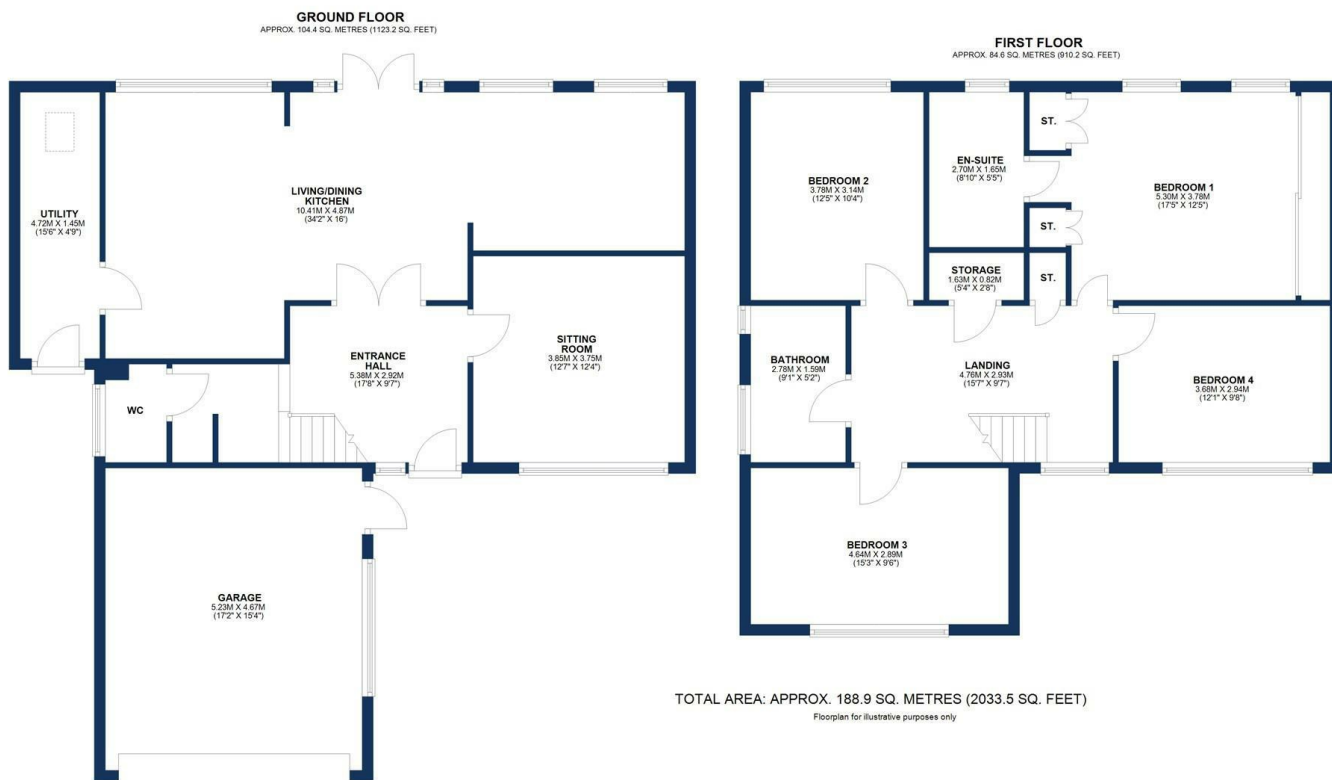 GROUND FLOOR
APPROX. 104.4 SQ. METRES (1123.2 SQ. FEET)
UTILITY
4.72M X 1.45M
(15'6" X 4'9")
LIVING/DINING
KITCHEN
10.41M X 4.87M
(34'2" X 16')
ENTRANCE
HALL
5.38M X 2.92M
(17'8" X 9'7")
SITTING
ROOM
3.85M X 3.75M
(12'7" X 12'4")
WC
GARAGE
5.23M X 4.67M
(17'2" X 15'4")
FIRST FLOOR
APPROX. 84.6 SQ. METRES (910.2 SQ. FEET)
BEDROOM 2
3.78M X 3.14M
(12'5" X 10'4")
EN-SUITE
2.70M X 1.65M
(8'10" X 5'5")
ST.
BEDROOM 1
5.30M X 3.78M
(17'5" X 12'5")
ST.
STORAGE
1.63M X 0.82M
(5'4" X 2'8")
ST.
BATHROOM
2.78M X 1.59M
(9'1" X 5'2")
LANDING
4.76M X 2.93M
(15'7" X 9'7")
BEDROOM 4
3.68M X 2.94M
(12'1" X 9'8")
BEDROOM 3
4.64M X 2.89M
(15'3" X 9'6")
TOTAL AREA: APPROX. 188.9 SQ. METRES (2033.5 SQ. FEET)
Floorplan for illustrative purposes only